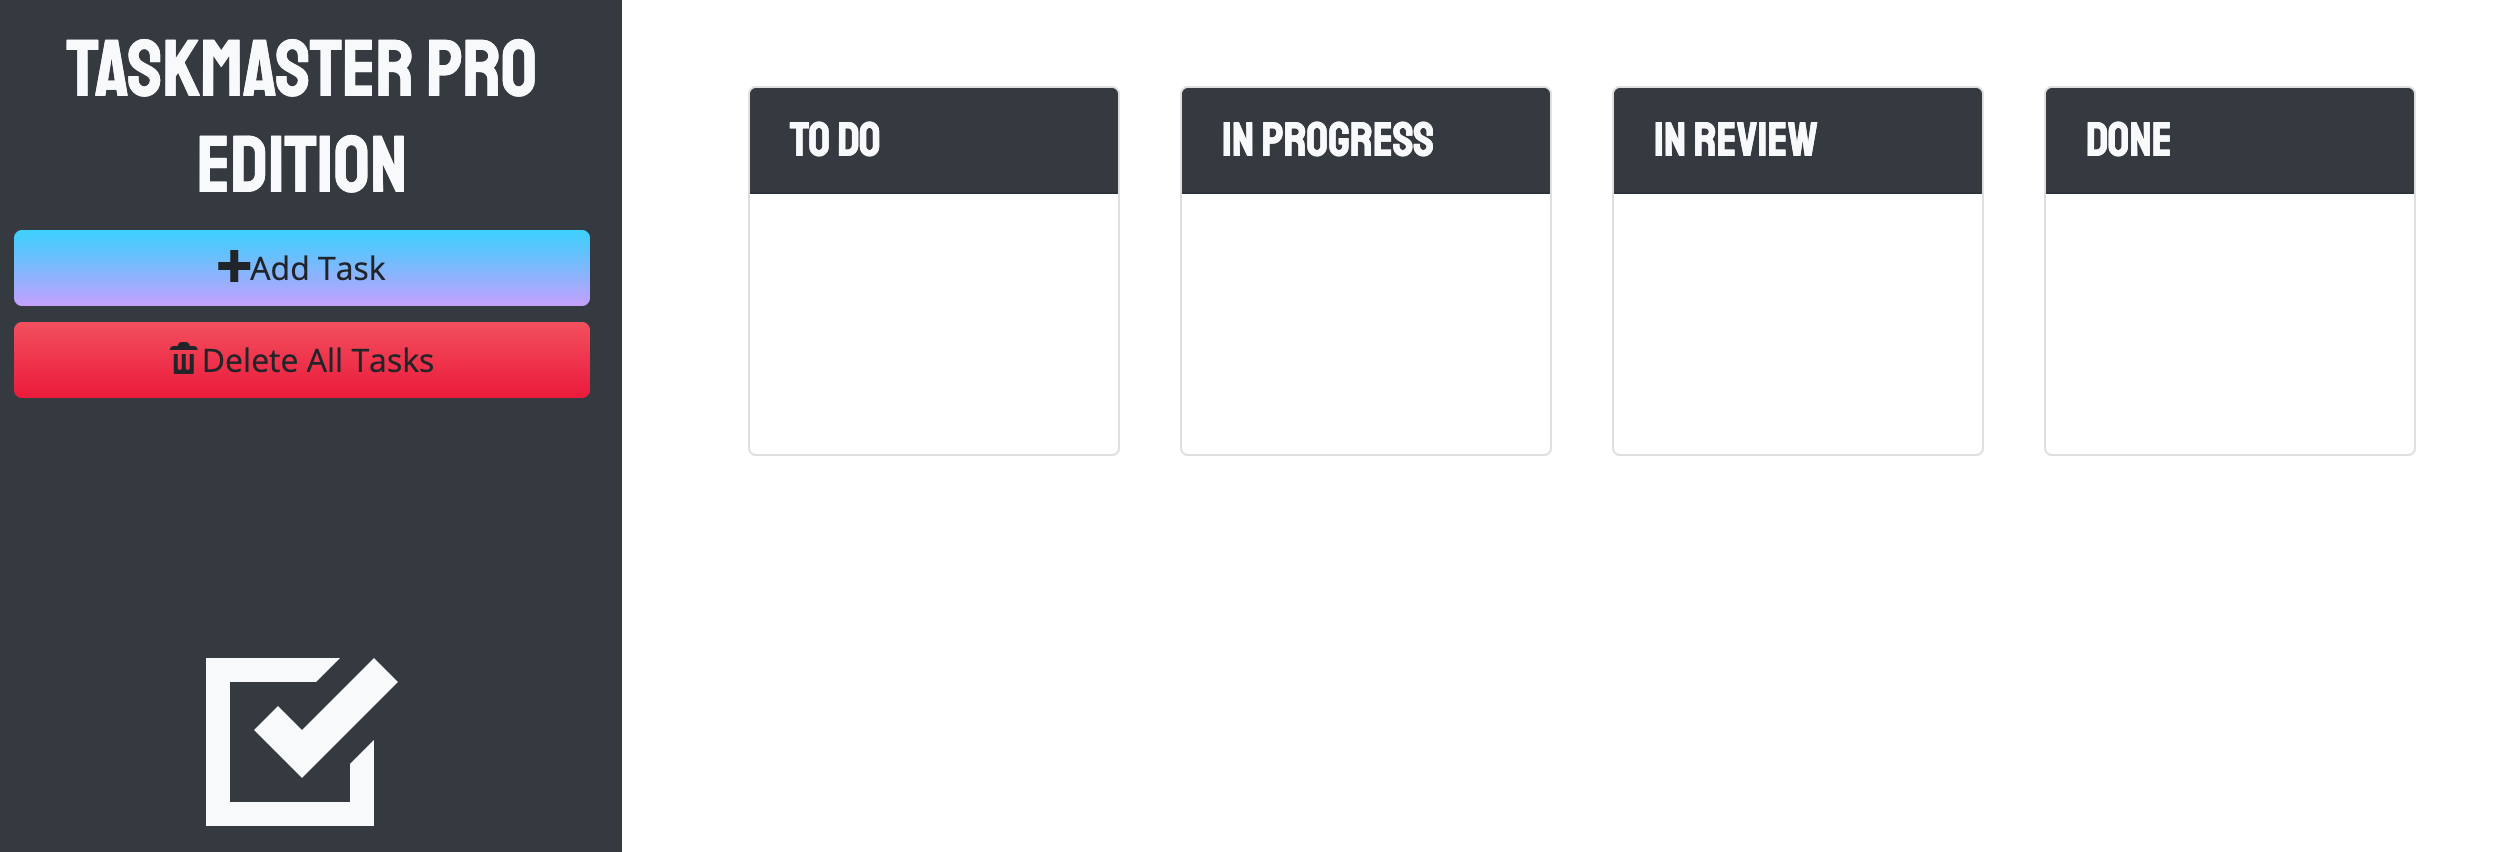 TASKMASTER PRO
EDITION
Add Task
Delete All Tasks
TO DO
IN PROGRESS
IN REVIEW
DONE